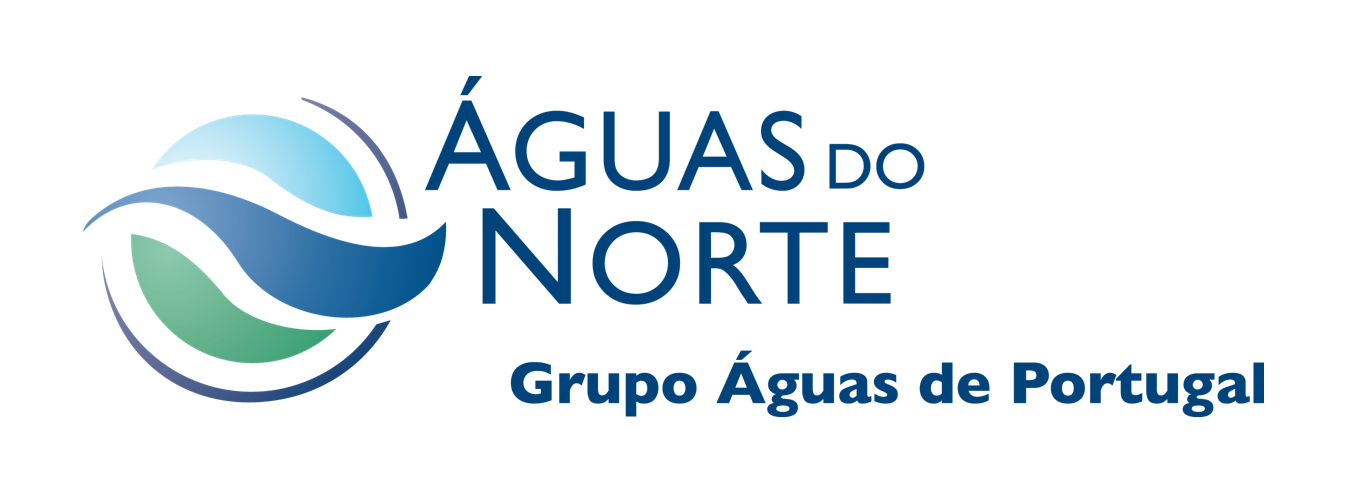 ÁGUAS DO
NORTE
Grupo Águas de Portugal